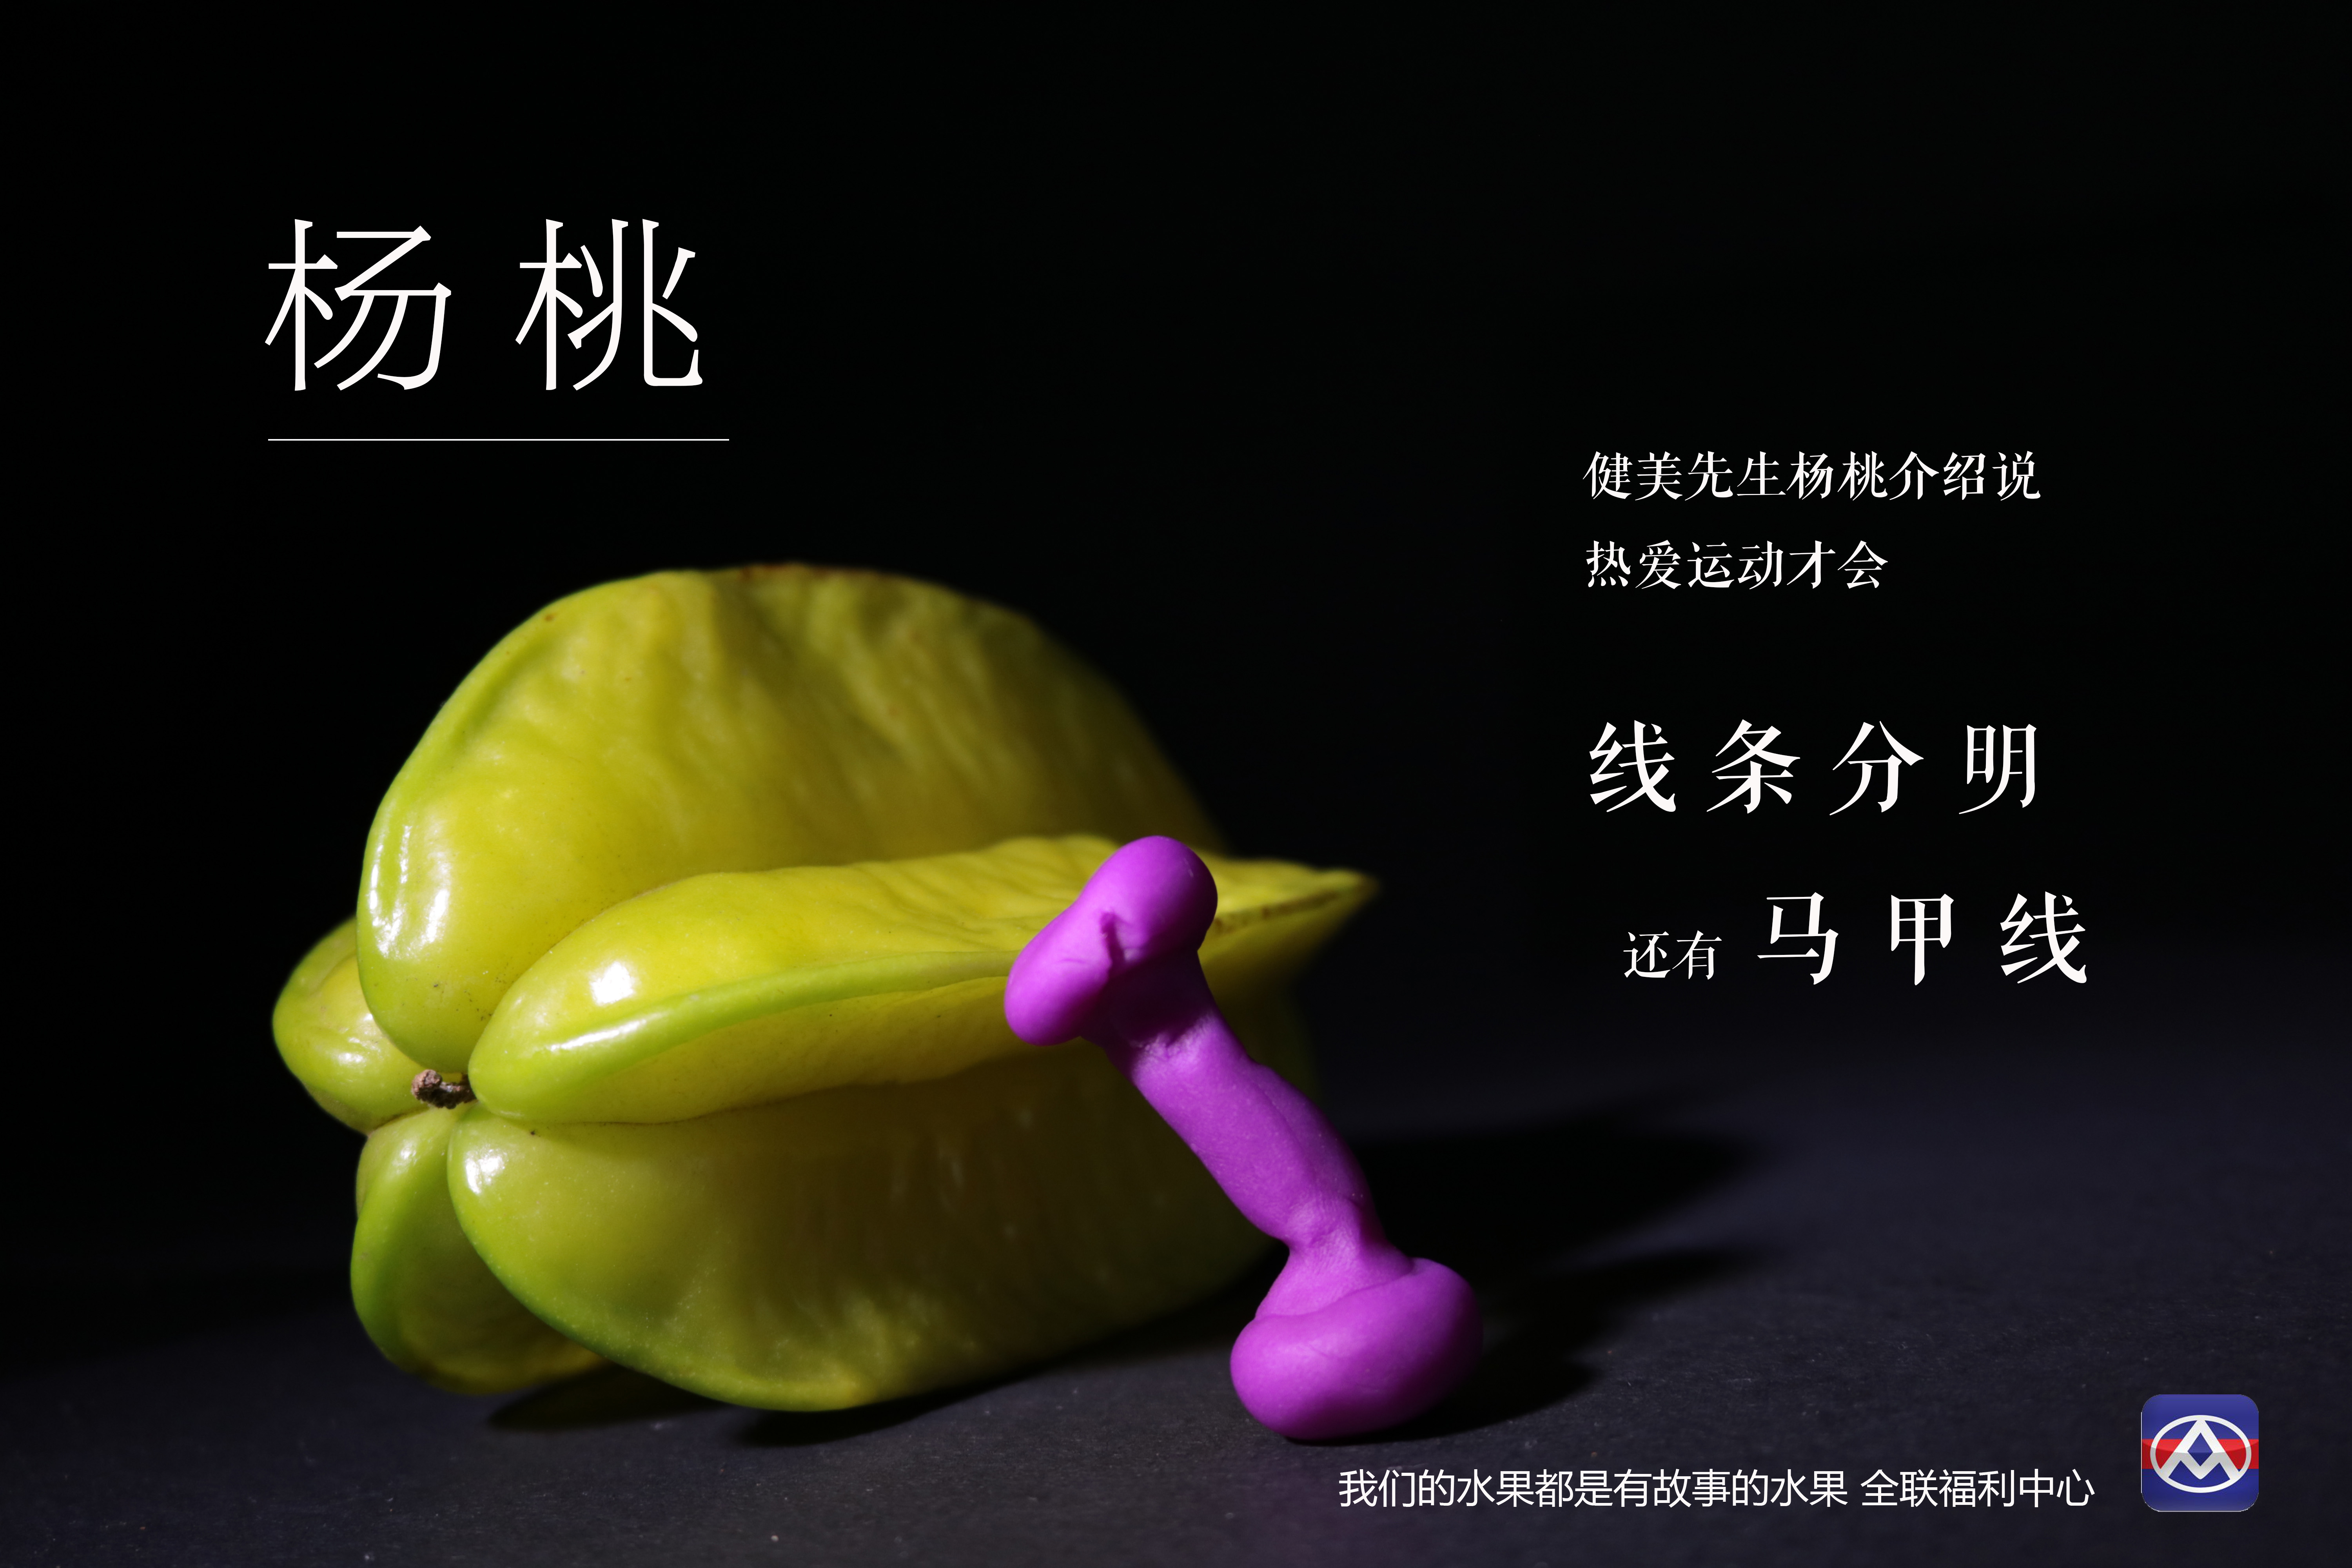 杨桃
健美先生杨桃介绍说
热爱运动才会
线条分明
还有 马甲线
我们的水果都是有故事的水果 全联福利中心